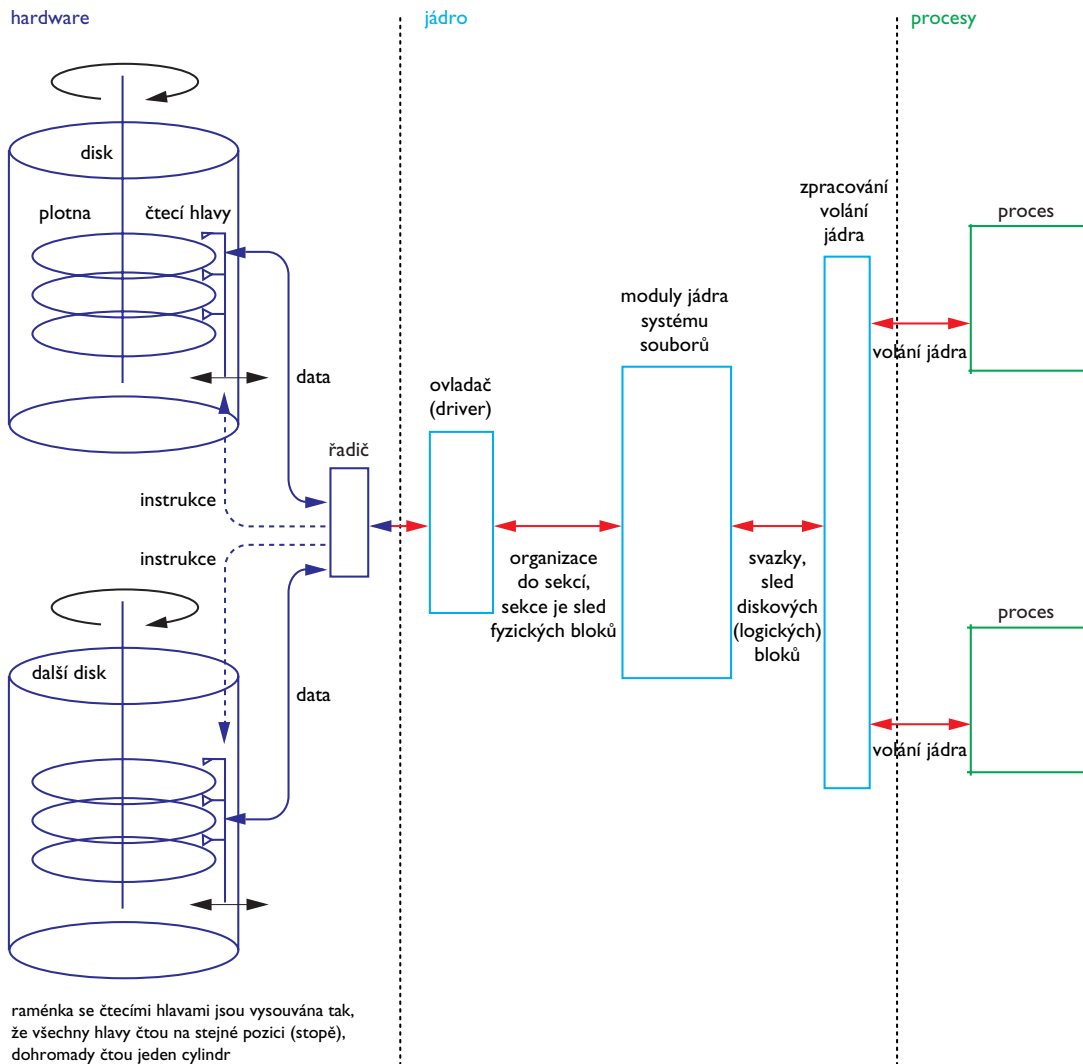 hardware
jádro
procesy
disk
plotna
čtecí hlavy
data
instrukce
instrukce
řadič
další disk
data
raménka se čtecími hlavami jsou vysouvána tak,
že všechny hlavy čtou na stejné pozici (stopě),
dohromady čtou jeden cylindr
ovladač
(driver)
organizace
do sekcí,
sekce je sled
fyzických bloků
moduly jádra
systému
souborů
svazky,
sled
diskových
(logických)
bloků
zpracování
volání
jádra
proces
volání jádra
proces
volání jádra